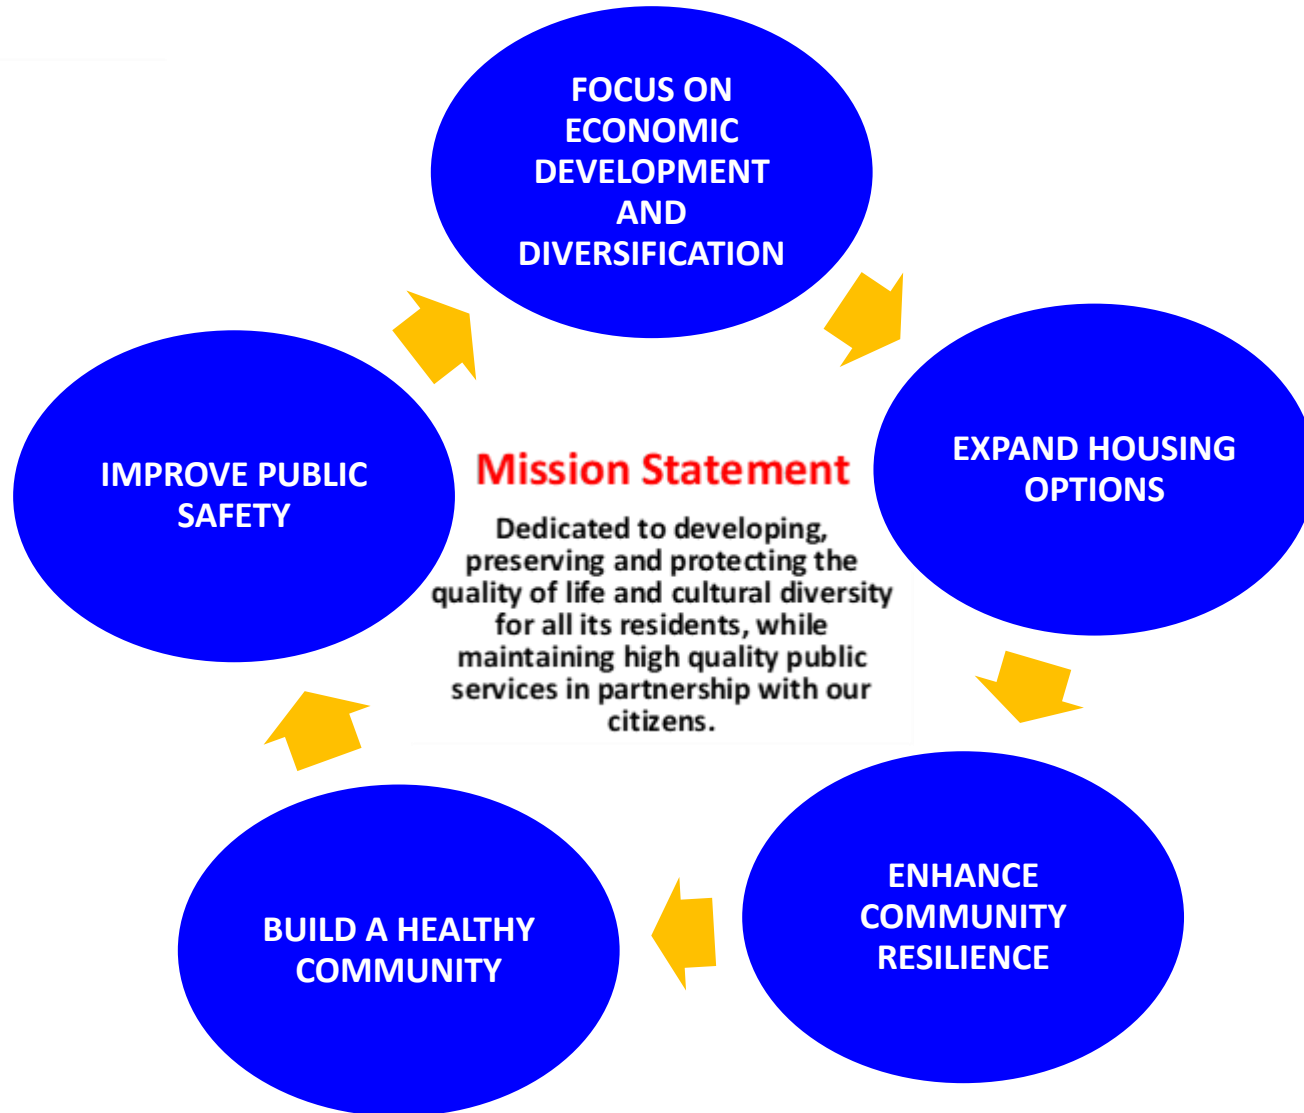 FOCUS ON
ECONOMIC
DEVELOPMENT
AND
DIVERSIFICATION
EXPAND HOUSING
OPTIONS
ENHANCE
COMMUNITY
RESILIENCE
BUILD A HEALTHY
COMMUNITY
IMPROVE PUBLIC
SAFETY
Mission Statement
Dedicated to developing,
preserving and protecting the
quality of life and cultural diversity
for all its residents, while
maintaining high quality public
services in partnership with our
citizens.